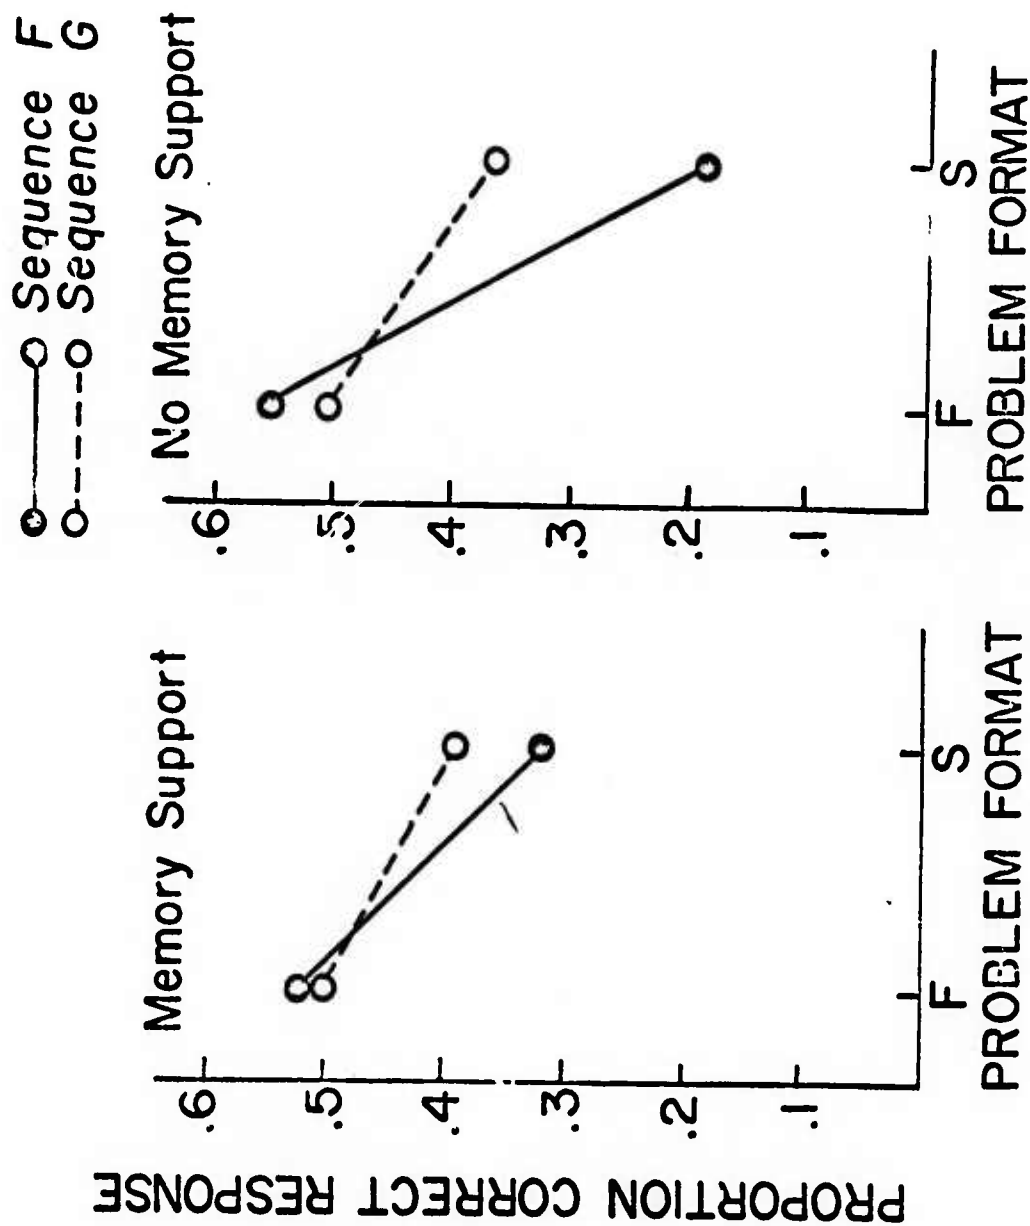 Sequence F
Sequence G
Memory Support
No Memory Support
PROPORTION CORRECT RESPONSE
.6
.5
.4
.3
.2
.1
F
S
PROBLEM FORMAT
.6
.5
.4
.3
.2
.1
F
S
PROBLEM FORMAT